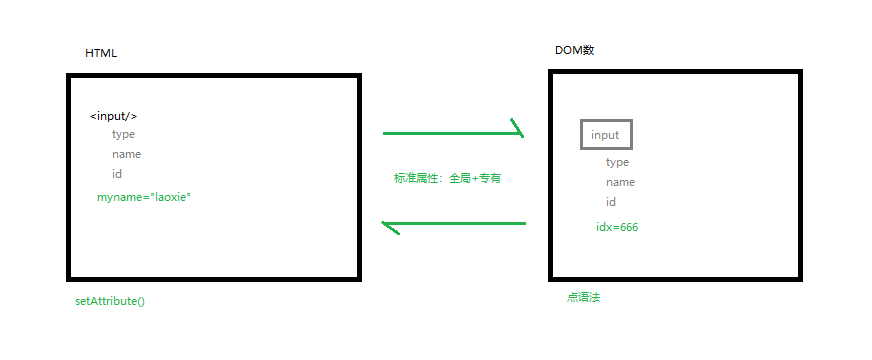 HTML
<input/>
type
name
id
myname="laoxie"
setAttribute()
标准属性：全局+专有
DOM数
input
type
name
id
idx=666
点语法